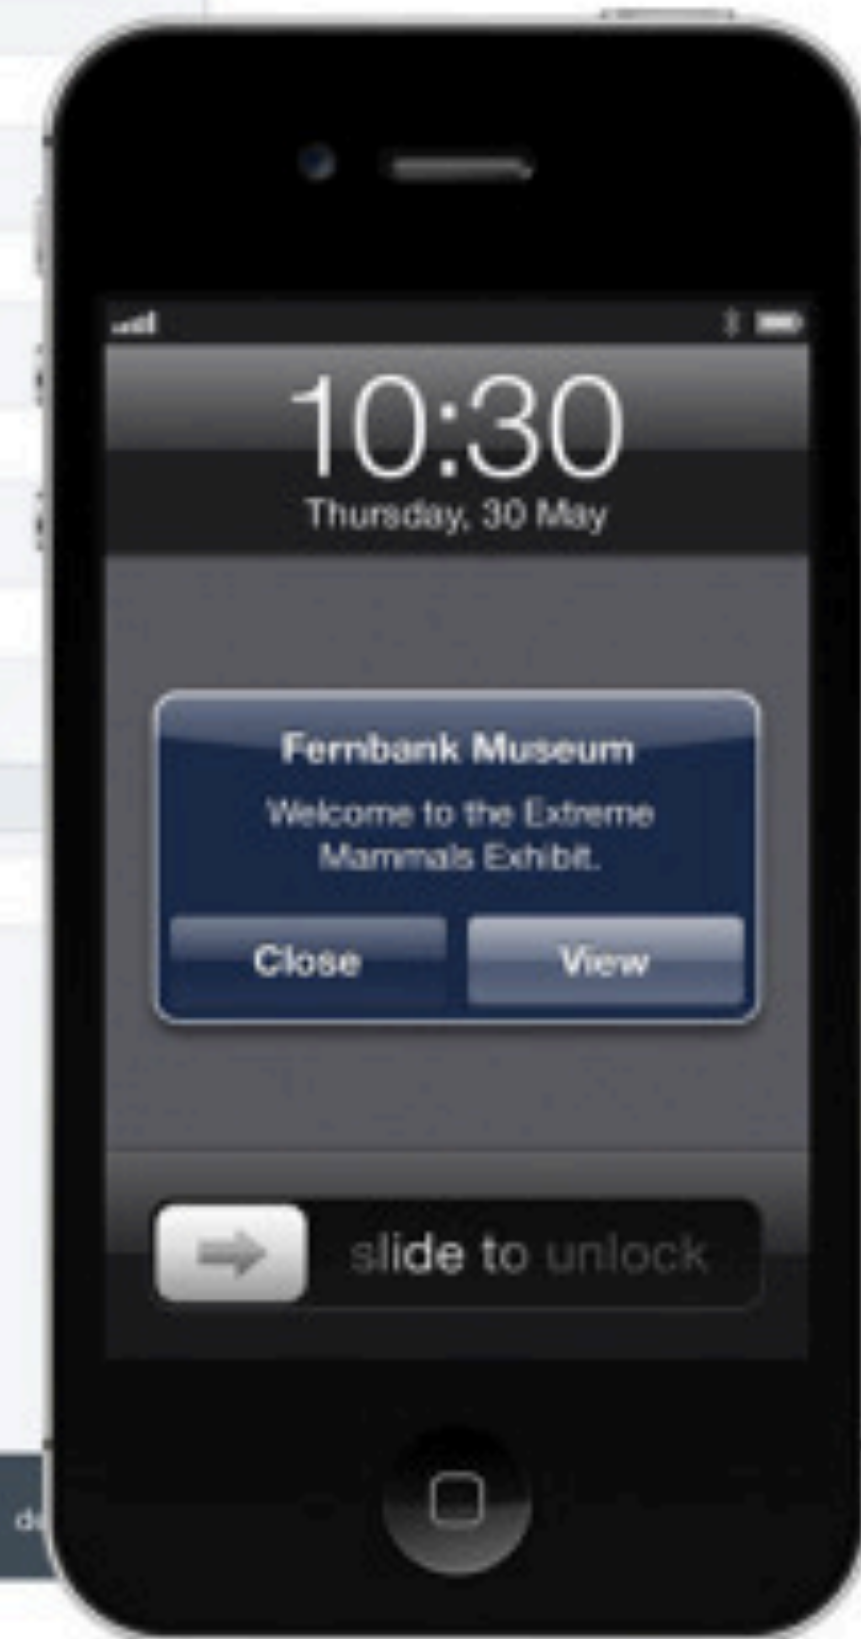 10:30
Thursday, 30 May
Fernbank Museum
Welcome to the Extreme
Mammals Exhibit.
Close
View
slide to unlock